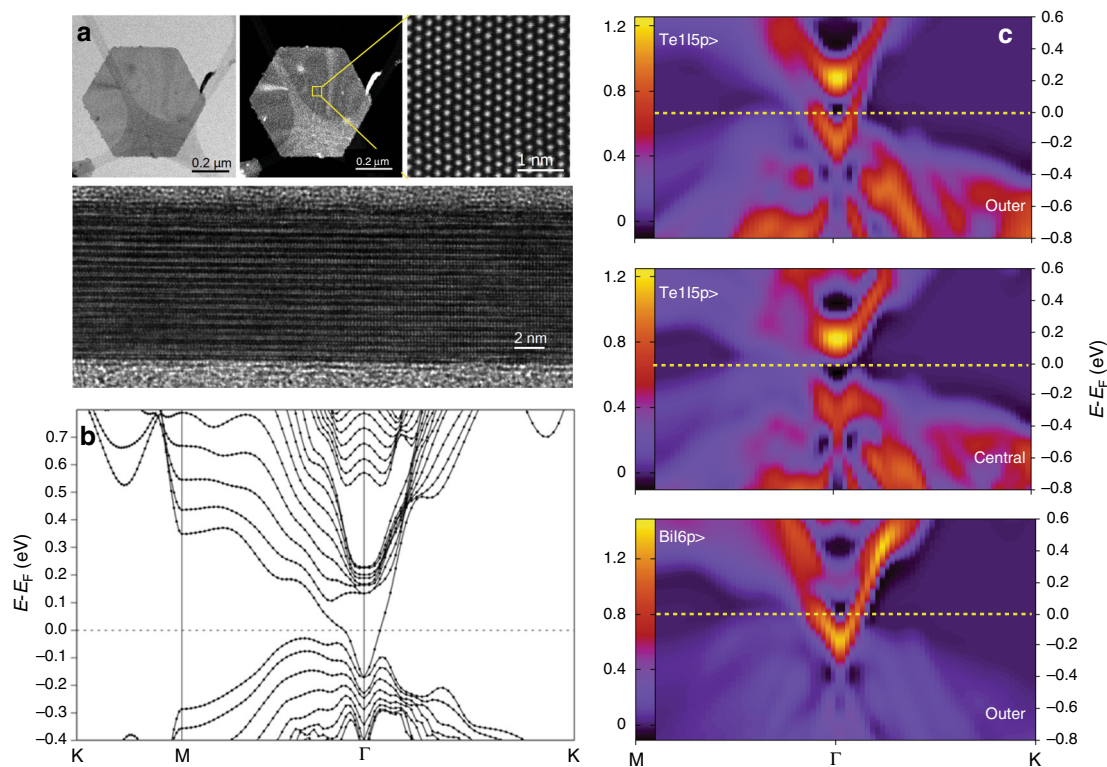 a
0.2 μm
0.2 μm
1 nm
2 nm
b
E-E_F (eV)
0.7
0.6
0.5
0.4
0.3
0.2
0.1
0.0
−0.1
−0.2
−0.3
−0.4
K
M
Γ
K
c
Te1I5p>
1.2
0.8
0.4
0
0.6
0.4
0.2
0.0
−0.2
−0.4
−0.6
−0.8
Outer
Te1I5p>
1.2
0.8
0.4
0
0.6
0.4
0.2
0.0
−0.2
−0.4
−0.6
−0.8
E-E_F (eV)
Central
BiI6p>
1.2
0.8
0.4
0
0.6
0.4
0.2
0.0
−0.2
−0.4
−0.6
−0.8
Outer
M
Γ
K